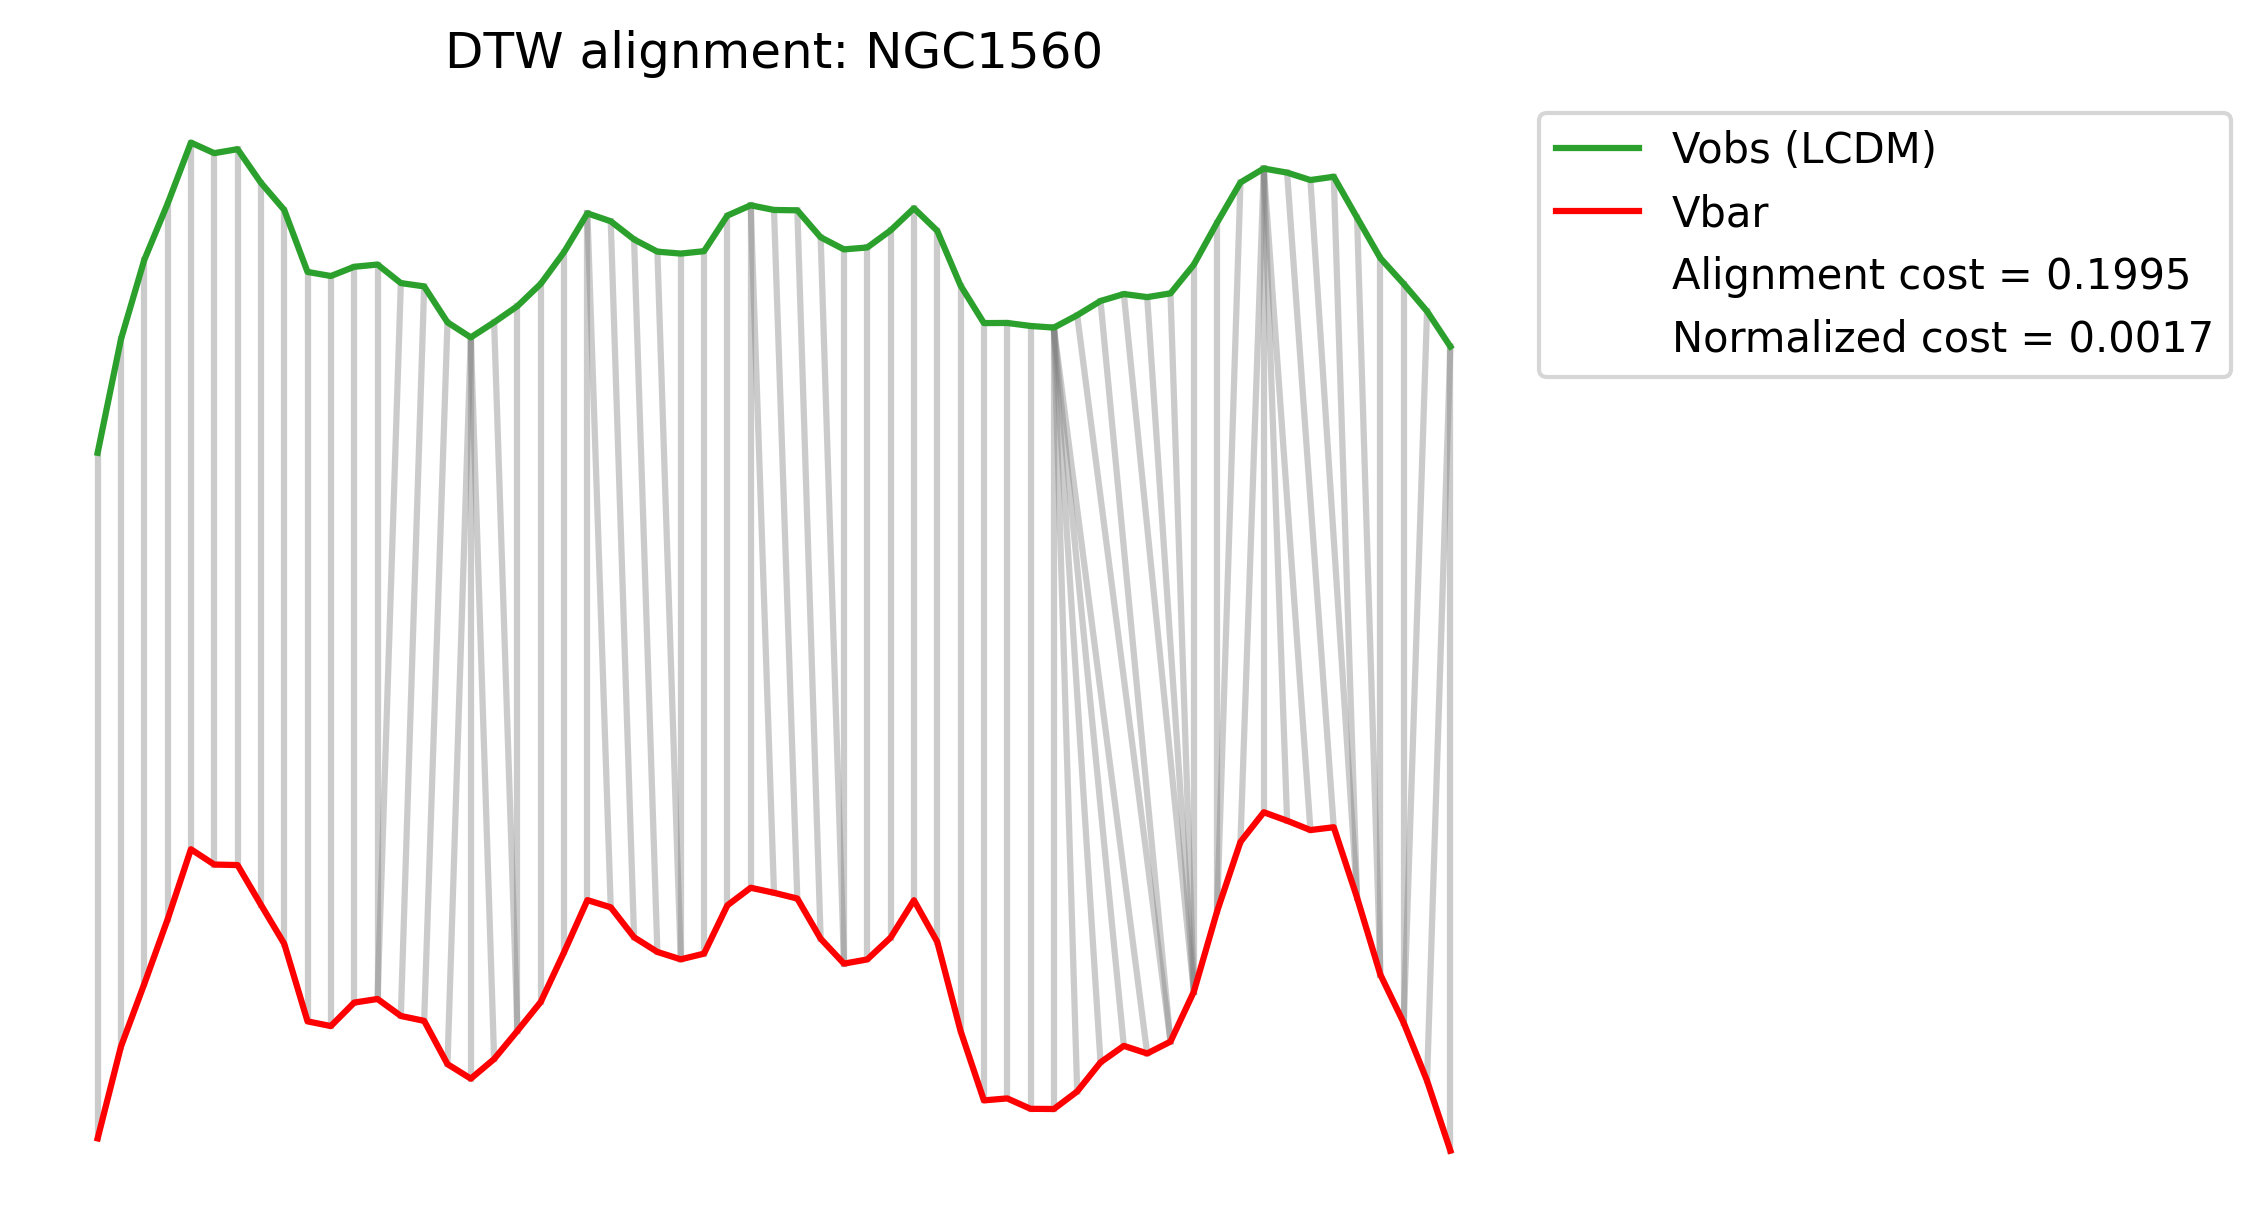 DTW alignment: NGC1560
Vobs (LCDM)
Vbar
Alignment cost = 0.1995
Normalized cost = 0.0017